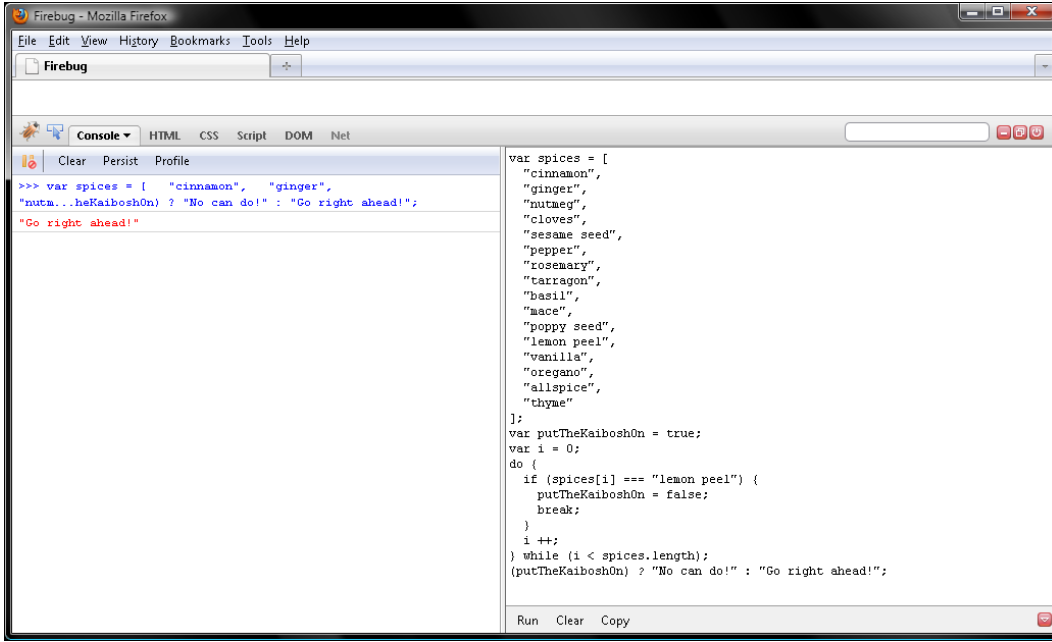 Firebug - Mozilla Firefox
File Edit View History Bookmarks Tools Help
Firebug
Console HTML CSS Script DOM Net
Clear Persist Profile
>>> var spices = [   "cinnamon",   "ginger",
"nutm...heKaiboshOn) ? "No can do!" : "Go right ahead!";
"Go right ahead!"
var spices = [
  "cinnamon",
  "ginger",
  "nutmeg",
  "cloves",
  "sesame seed",
  "pepper",
  "rosemary",
  "tarragon",
  "basil",
  "mace",
  "poppy seed",
  "lemon peel",
  "vanilla",
  "oregano",
  "allspice",
  "thyme"
];
var putTheKaiboshOn = true;
var i = 0;
do {
  if (spices[i] === "lemon peel") {
    putTheKaiboshOn = false;
    break;
  }
  i ++;
} while (i < spices.length);
(putTheKaiboshOn) ? "No can do!" : "Go right ahead!";
Run Clear Copy